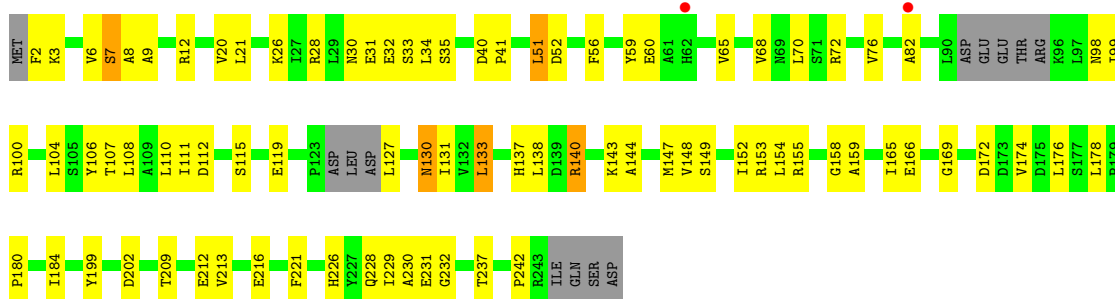 MET F2 K3 V6 S7 A8 A9 R12 V20 L21 K26 I27 R28 L29 N30 E31 E32 S33 L34 S35 D40 P41 L51 D52 F56 Y59 E60 A61 H62 V65 V68 N69 L70 S71 R72 V76 A82 L90 ASP GLU GLU THR ARG K96 L97 N98
R100 L104 S105 Y106 T107 L108 A109 L110 I111 D112 S115 E119 P123 ASP LEU ASP L127 N130 I131 V132 L133 H137 L138 D139 R140 K143 A144 M147 V148 S149 I152 R153 L154 R155 G158 A159 I165 E166 G169 D172 D173 V174 D175 L176 S177 L178
P180 I184 Y199 D202 T209 E212 V213 E216 F221 H226 Y227 Q228 I229 A230 E231 G232 T237 P242 R243 ILE GLN SER ASP